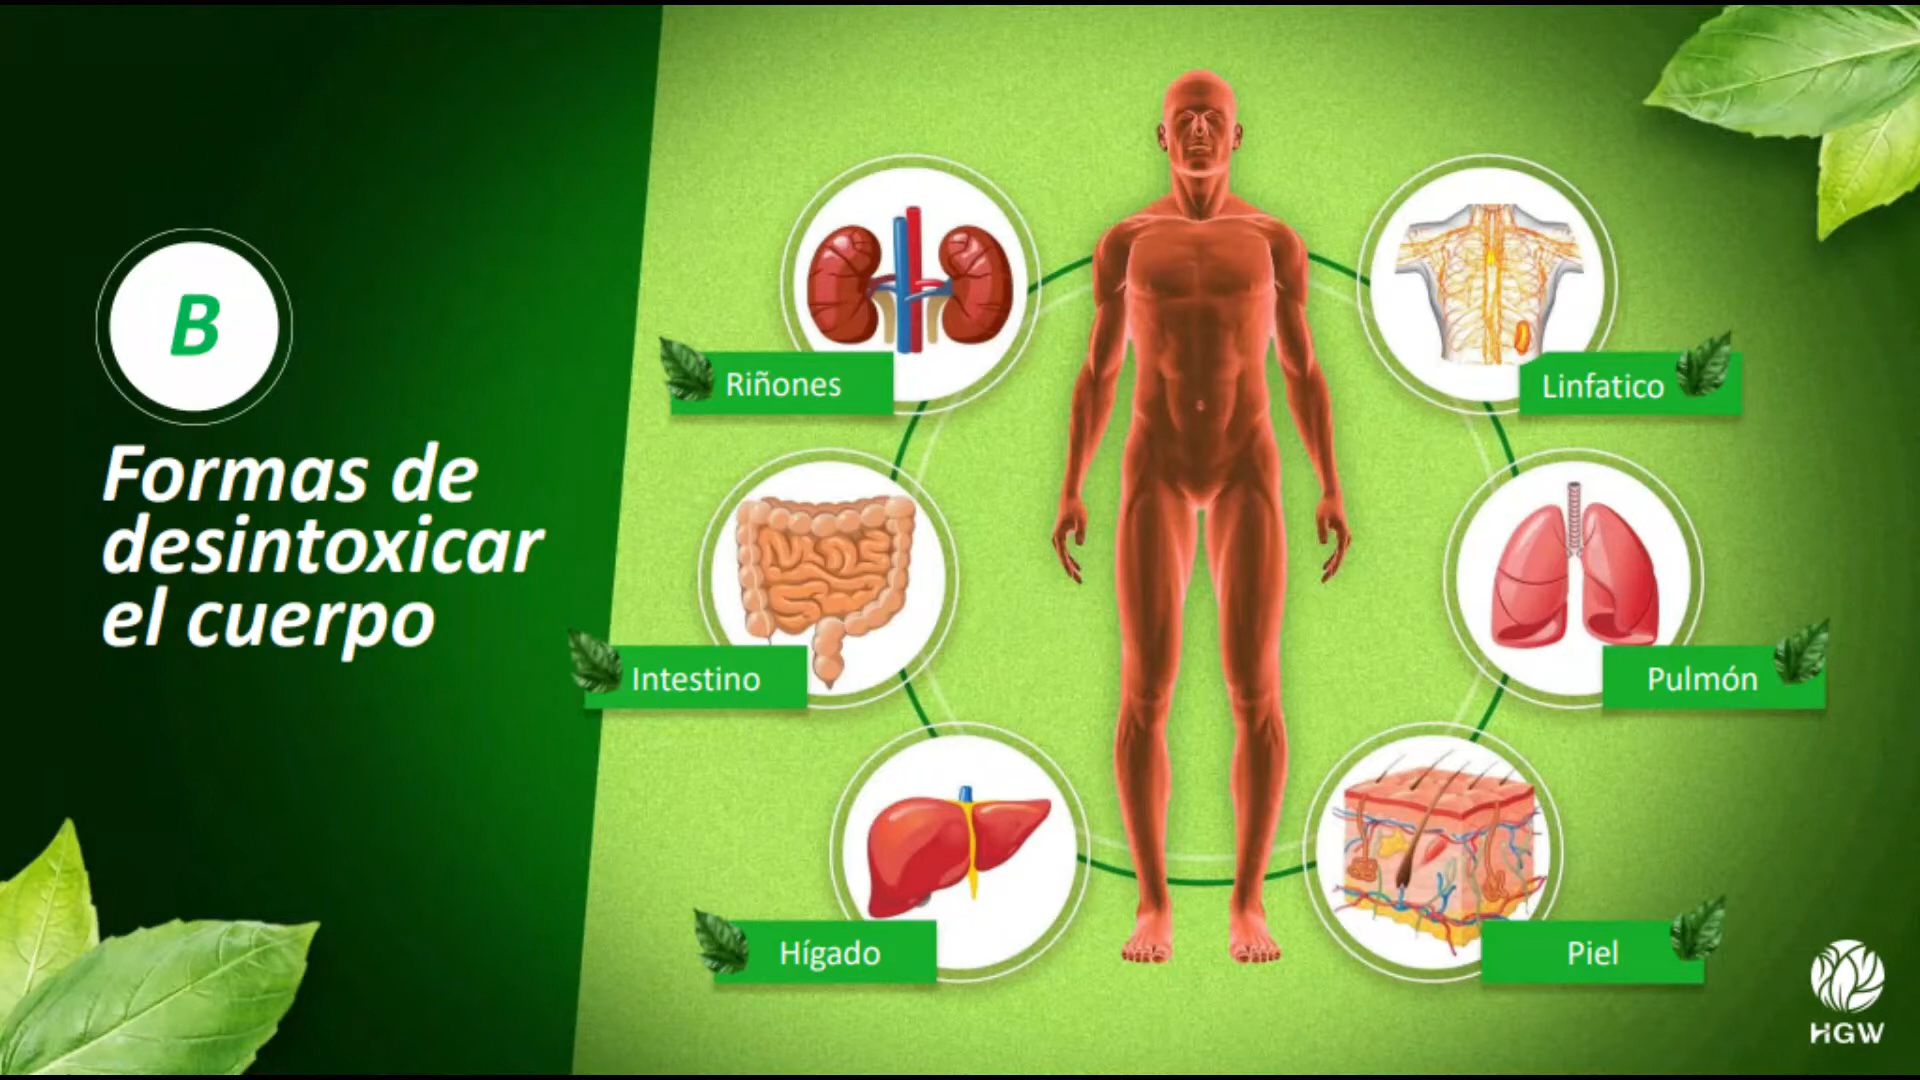 B
Formas de
desintoxicar
el cuerpo
Riñones
Linfatico
Intestino
Pulmón
Hígado
Piel
HGW